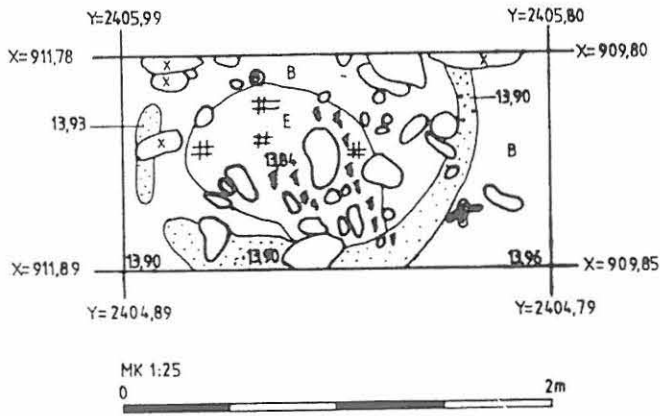 Y=2405,99 Y=2405,80
X=911,78 X X X X=909,80
B
13,93 13,90
E
X B
13,84
13,90 13,90 13,96
X=911,89 X=909,85
Y=2404,89 Y=2404,79
MK 1:25
0 2m